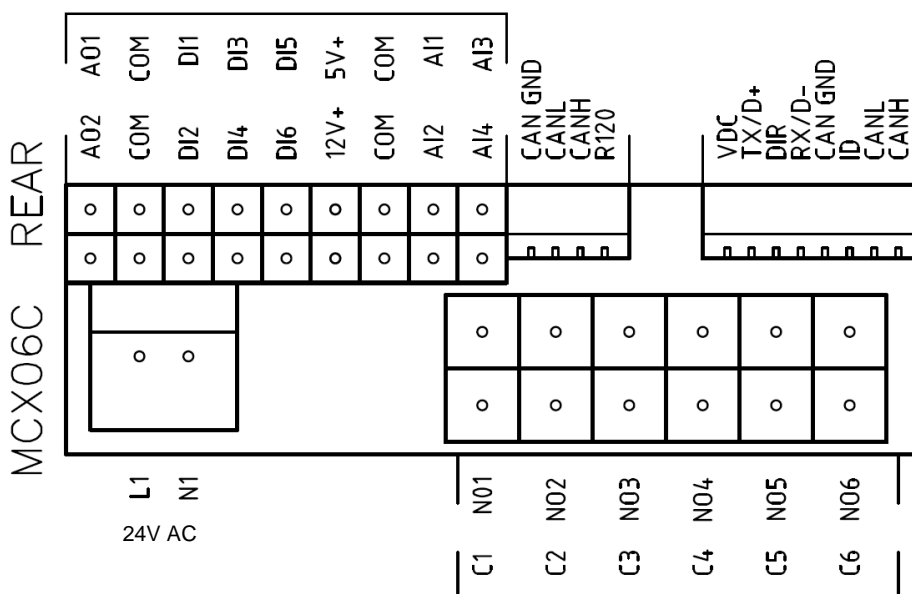 AO1 COM DI1 DI3 DI5 5V+ COM AI1 AI3
AO2 COM DI2 DI4 DI6 12V+ COM AI2 AI4
CAN GND
CANL
CANH
R120
VDC
TX/D+
DIR
RX/D-
CAN GND
ID
CANL
CANH
MCX06C REAR
L1 N1
24V AC
NO1 NO2 NO3 NO4 NO5 NO6
C1 C2 C3 C4 C5 C6